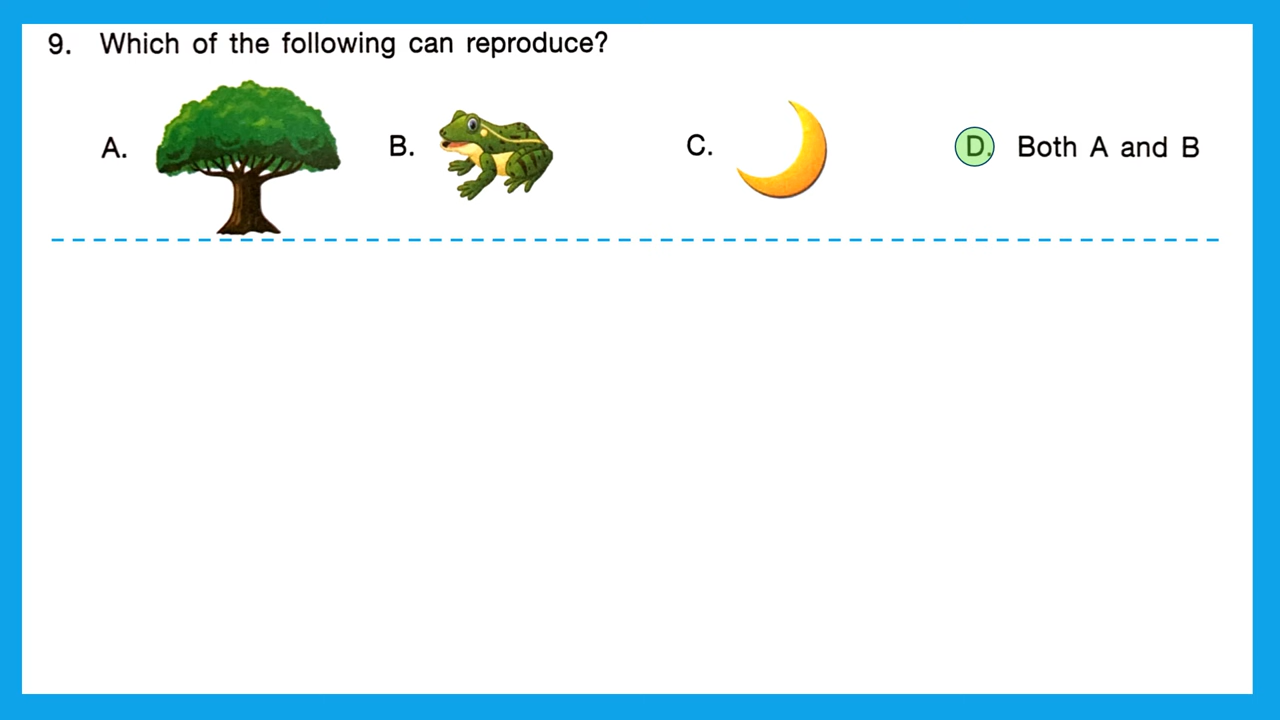 9. Which of the following can reproduce?
A. B. C. D. Both A and B